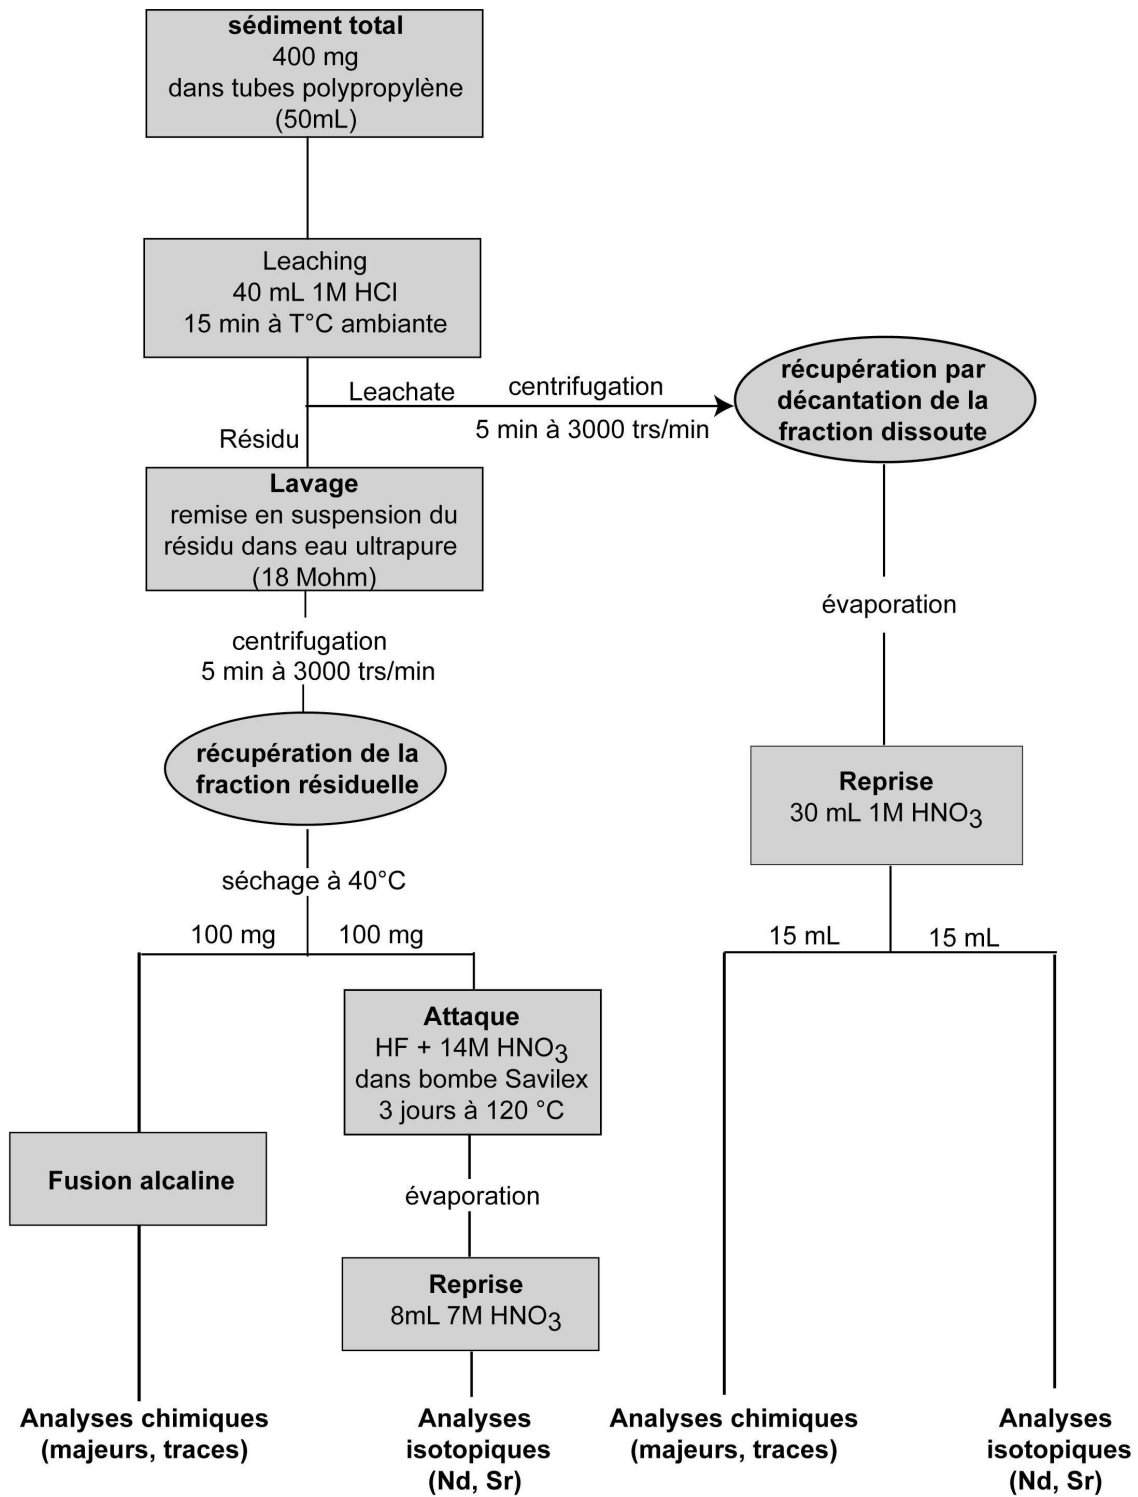 sédiment total
400 mg
dans tubes polypropylène
(50mL)
Leaching
40 mL 1M HCl
15 min à T°C ambiante
Leachate
centrifugation
5 min à 3000 trs/min
récupération par
décantation de la
fraction dissoute
Résidu
Lavage
remise en suspension du
résidu dans eau ultrapure
(18 Mohm)
centrifugation
5 min à 3000 trs/min
récupération de la
fraction résiduelle
séchage à 40°C
100 mg
100 mg
Attaque
HF + 14M HNO3
dans bombe Savilex
3 jours à 120 °C
Fusion alcaline
évaporation
Reprise
8mL 7M HNO3
évaporation
Reprise
30 mL 1M HNO3
15 mL
15 mL
Analyses chimiques
(majeurs, traces)
Analyses
isotopiques
(Nd, Sr)
Analyses chimiques
(majeurs, traces)
Analyses
isotopiques
(Nd, Sr)